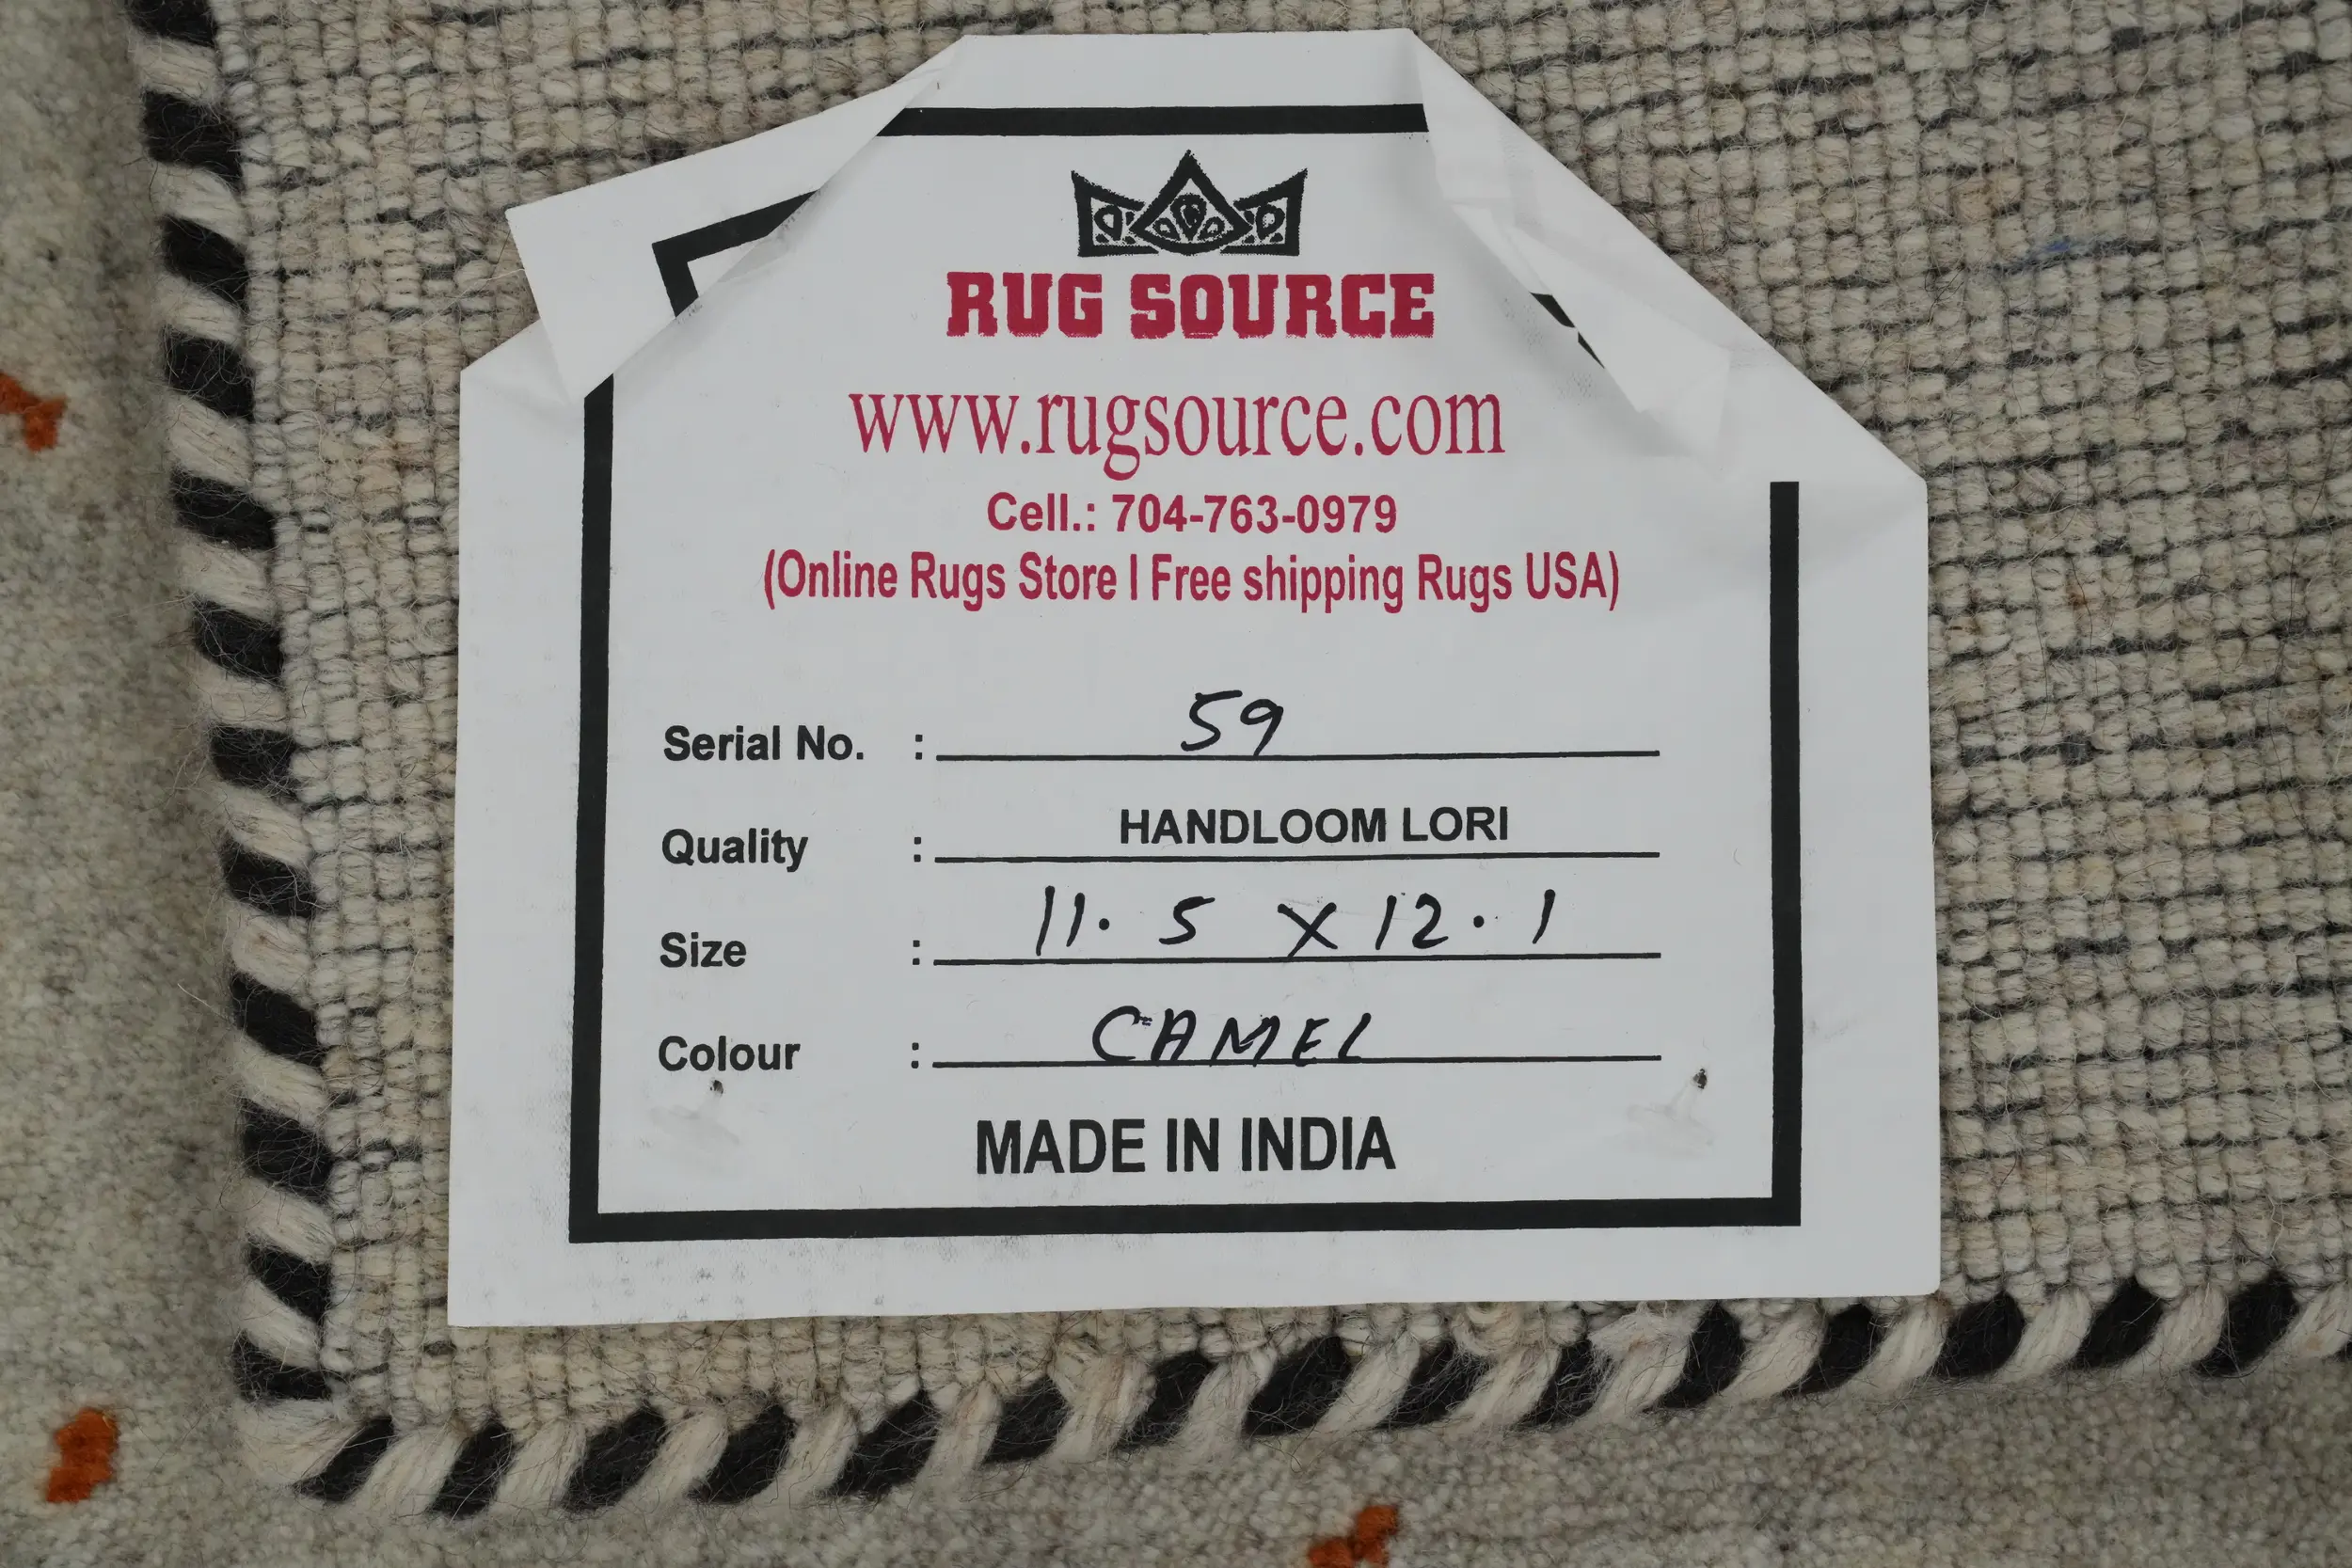 RUG SOURCE
www.rugsource.com
Cell.: 704-763-0979
(Online Rugs Store I Free shipping Rugs USA)
Serial No. : 59
Quality : HANDLOOM LORI
Size : 11.5 X 12.1
Colour : CAMEL
MADE IN INDIA